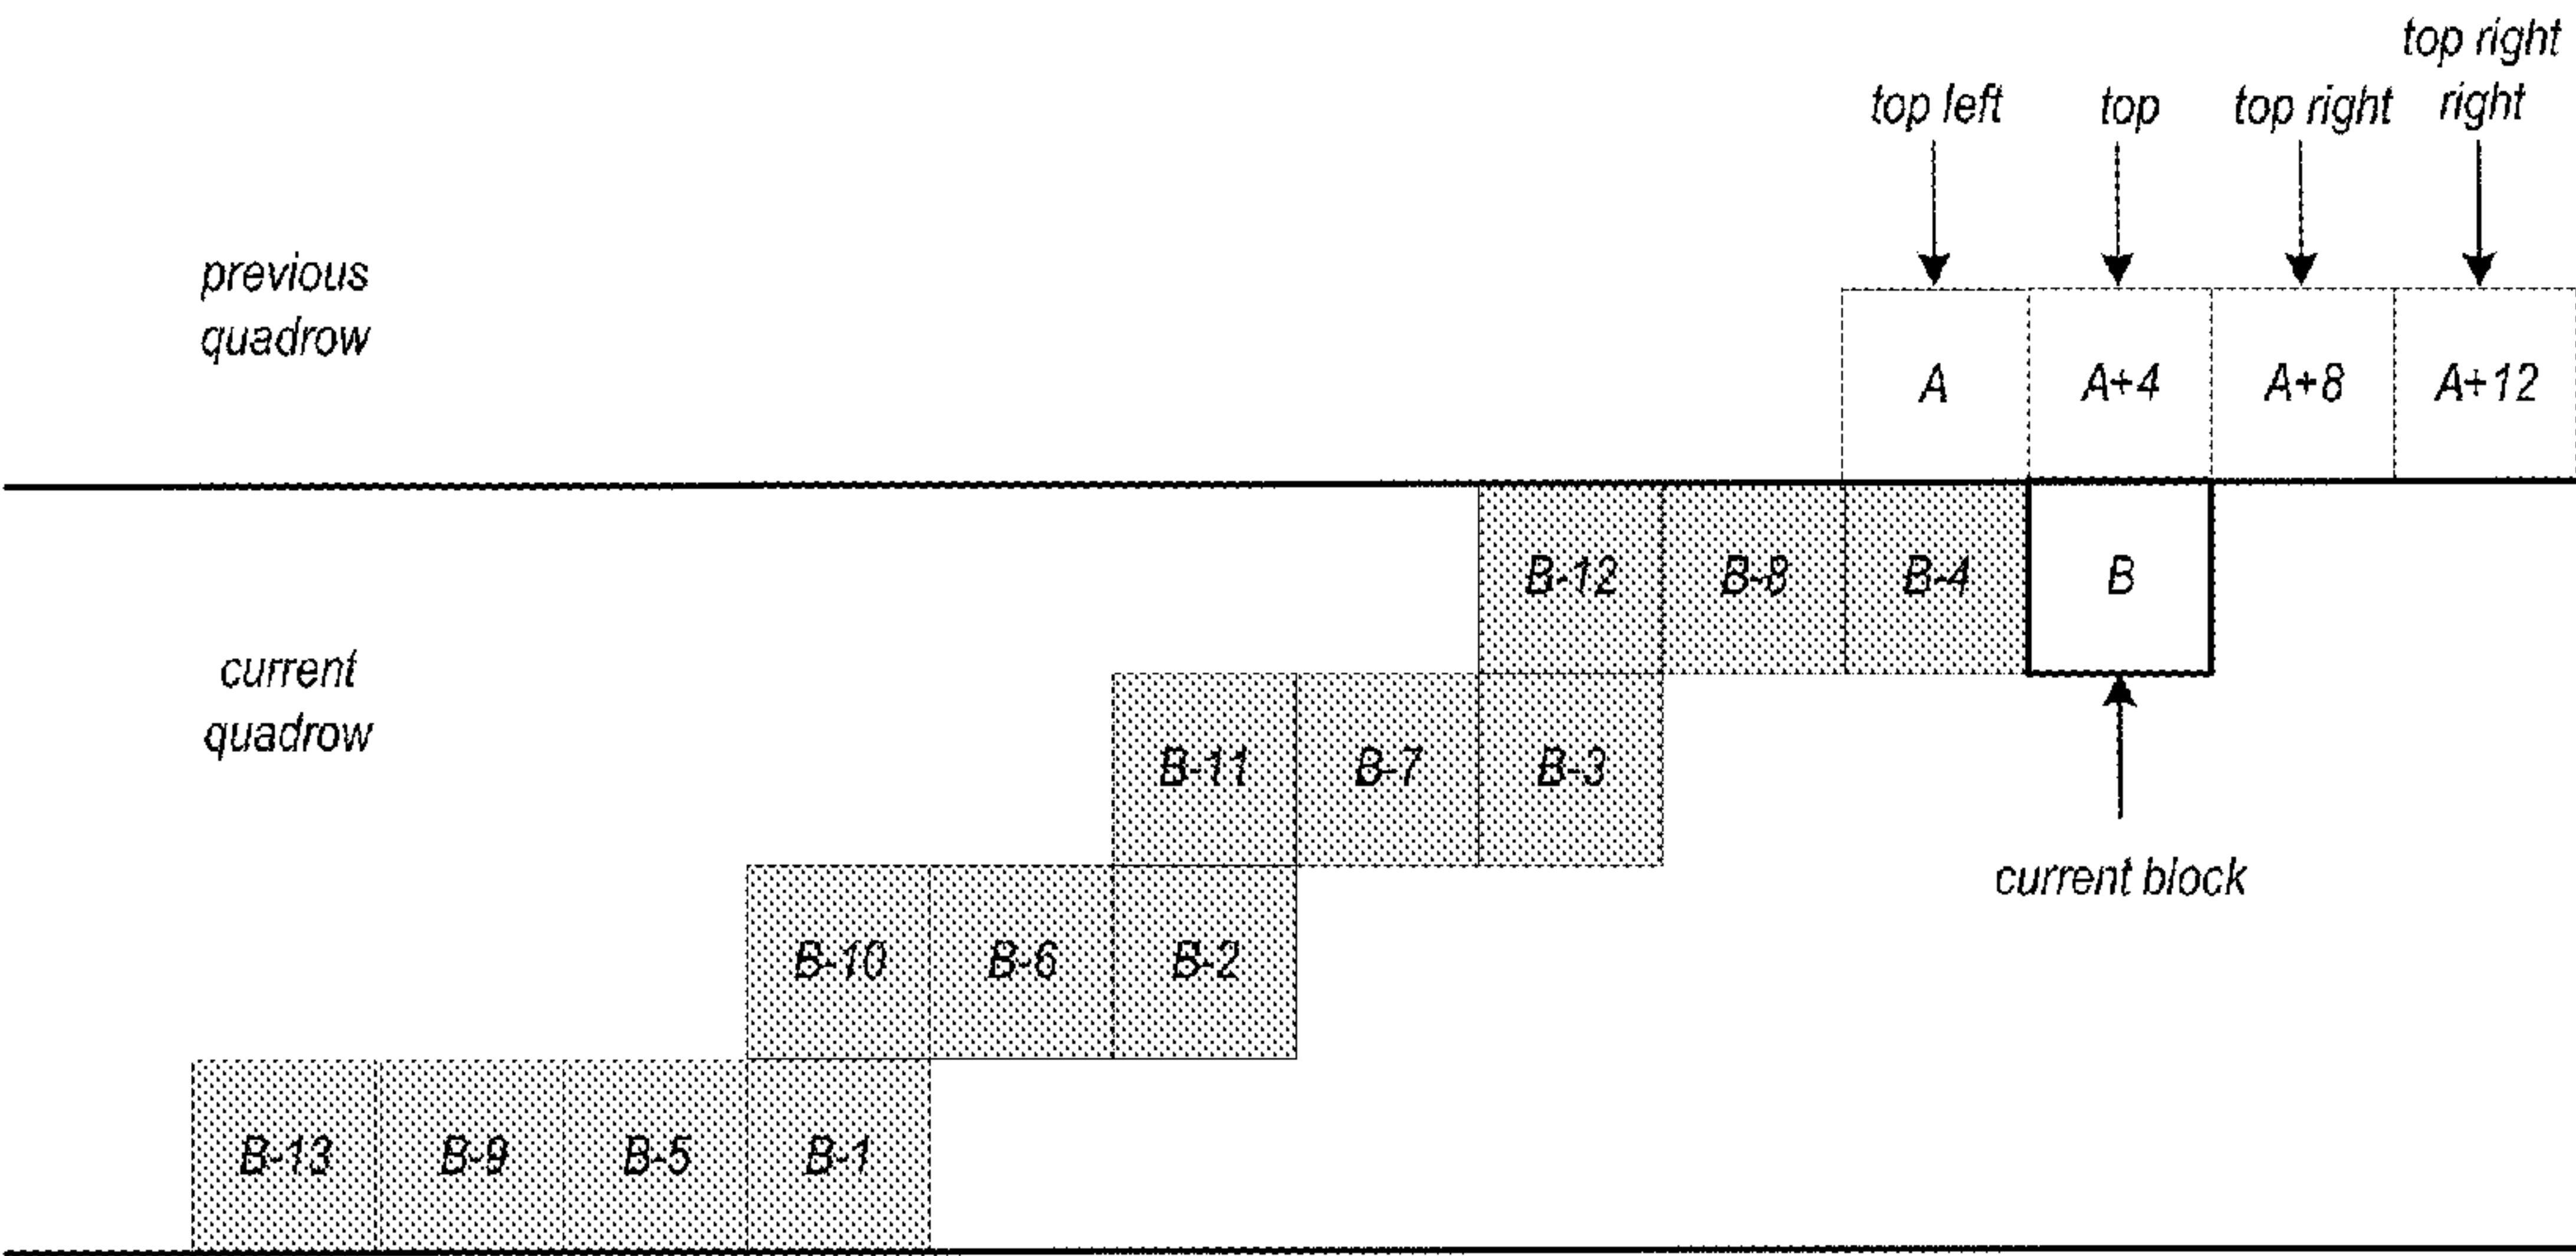 top right
top left top top right right
previous
quadrow
A A+4 A+8 A+12
B-12 B-8 B-4 B
current
quadrow
B-11 B-7 B-3
current block
B-10 B-6 B-2
B-13 B-9 B-5 B-1